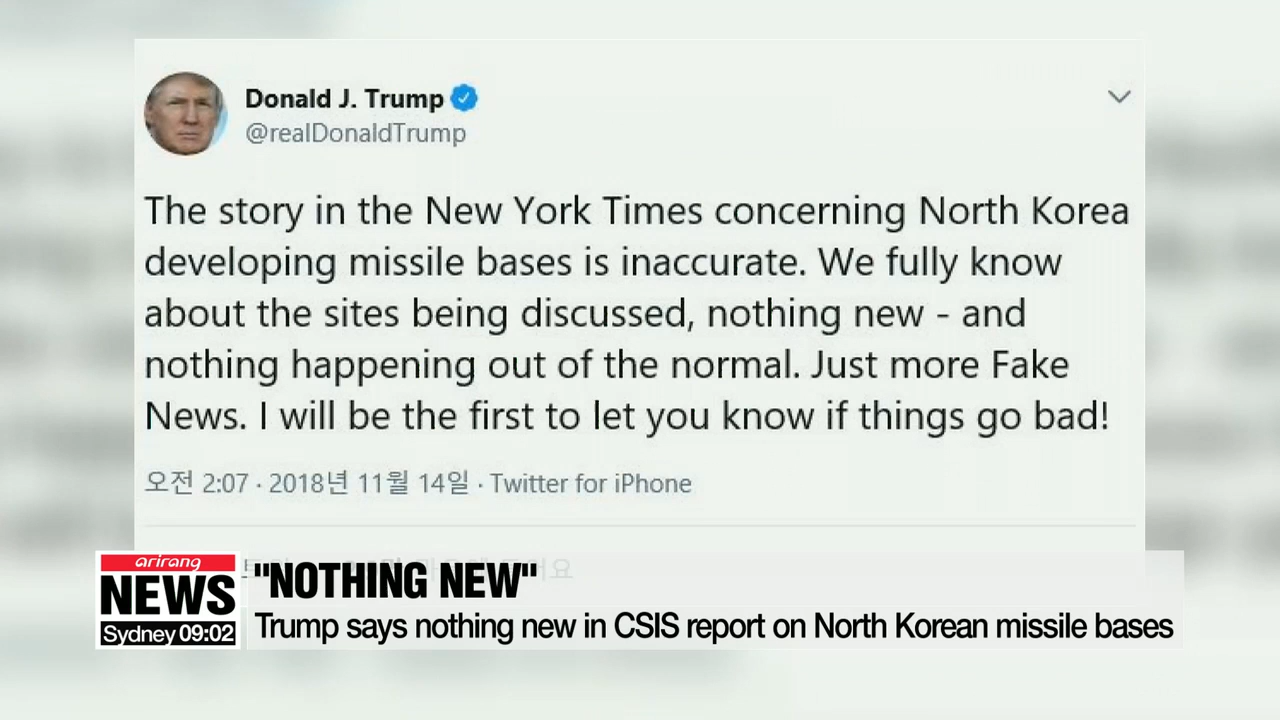 Donald J. Trump
@realDonaldTrump
The story in the New York Times concerning North Korea
developing missile bases is inaccurate. We fully know
about the sites being discussed, nothing new - and
nothing happening out of the normal. Just more Fake
News. I will be the first to let you know if things go bad!
오전 2:07 · 2018년 11월 14일 · Twitter for iPhone
arirang
NEWS
Sydney 09:02
"NOTHING NEW"
Trump says nothing new in CSIS report on North Korean missile bases